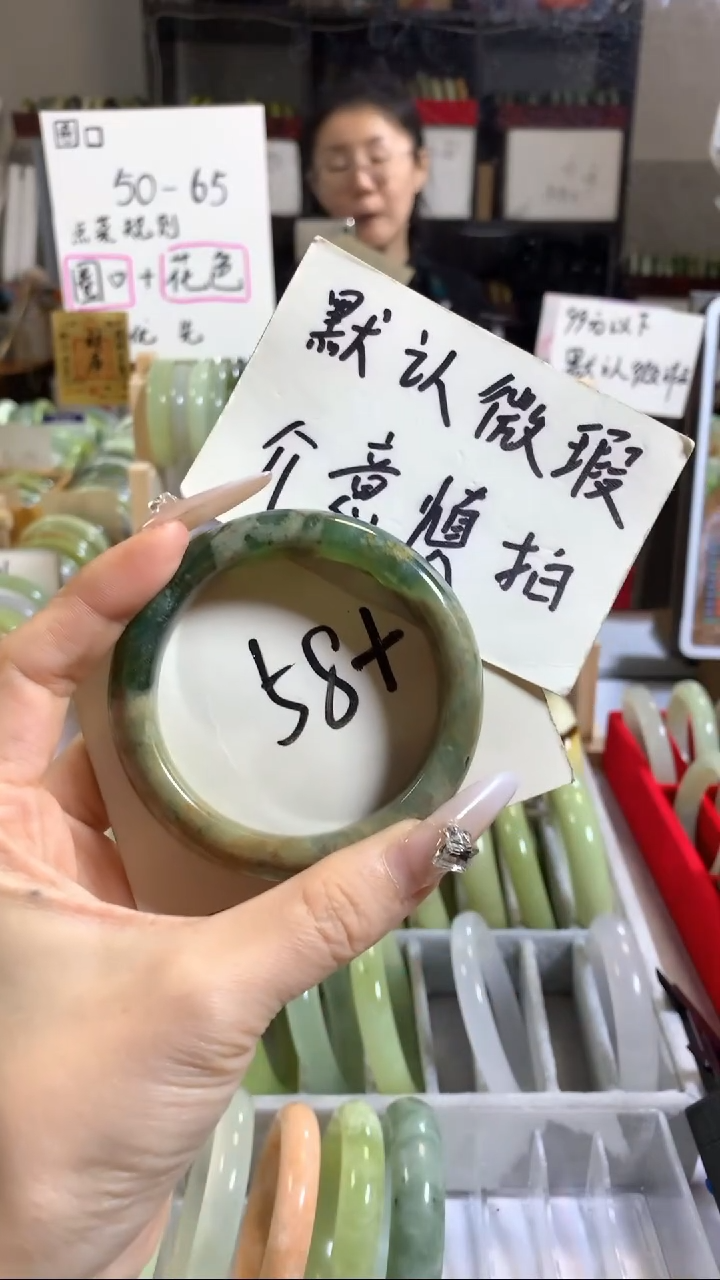 圈口
50-65
点菜规则
圈口+花色
默认微瑕
介意慎拍
58+
99元以下
默认微瑕